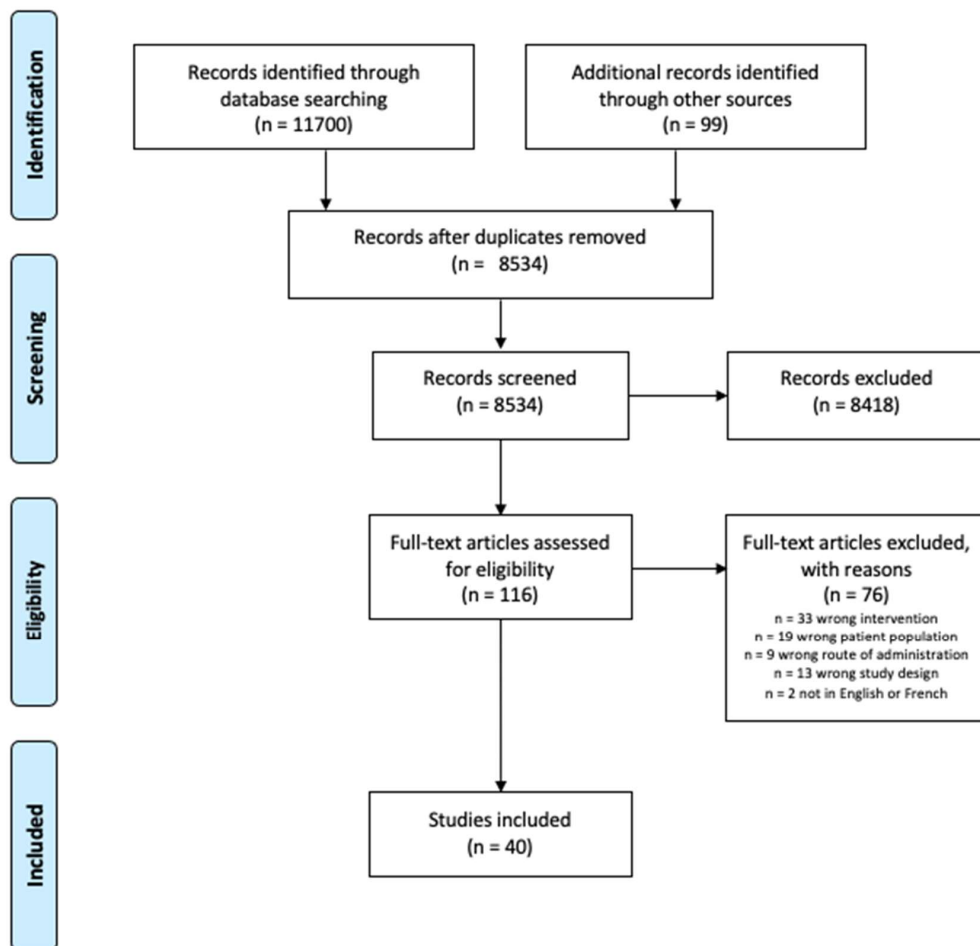 Identification
Records identified through
database searching
(n = 11700)
Additional records identified
through other sources
(n = 99)
Records after duplicates removed
(n = 8534)
Screening
Records screened
(n = 8534)
Records excluded
(n = 8418)
Eligibility
Full-text articles assessed
for eligibility
(n = 116)
Full-text articles excluded,
with reasons
(n = 76)
n = 33 wrong intervention
n = 19 wrong patient population
n = 9 wrong route of administration
n = 13 wrong study design
n = 2 not in English or French
Included
Studies included
(n = 40)